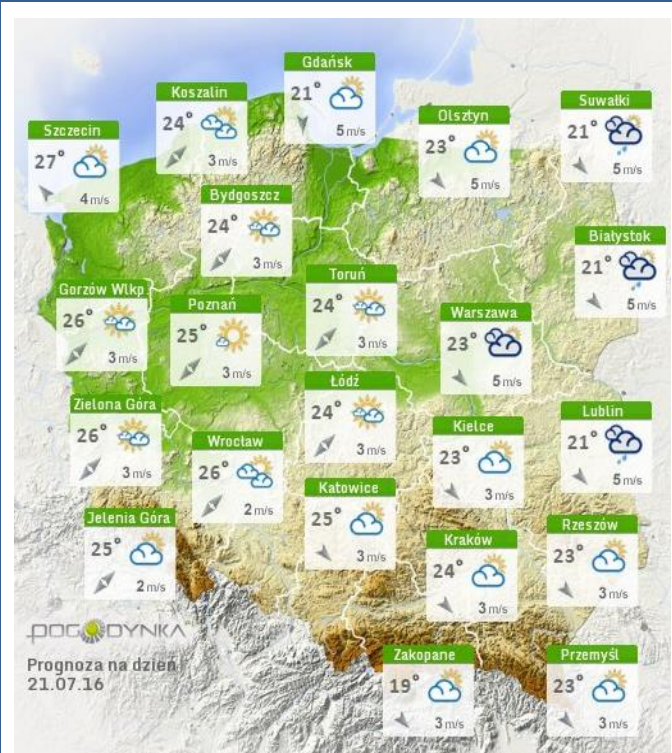 Gdańsk
21°
5 m/s
Koszalin
24°
3 m/s
Suwałki
21°
5 m/s
Olsztyn
23°
5 m/s
Szczecin
27°
4 m/s
Bydgoszcz
24°
3 m/s
Białystok
21°
5 m/s
Toruń
24°
3 m/s
Gorzów Wlkp
26°
3 m/s
Poznań
25°
3 m/s
Warszawa
23°
5 m/s
Łódź
24°
3 m/s
Zielona Góra
26°
3 m/s
Lublin
21°
5 m/s
Kielce
23°
3 m/s
Wrocław
26°
2 m/s
Katowice
25°
3 m/s
Jelenia Góra
25°
2 m/s
Rzeszów
23°
3 m/s
Kraków
24°
3 m/s
POGODYNKA
Prognoza na dzień
21.07.16
Zakopane
19°
3 m/s
Przemyśl
23°
3 m/s